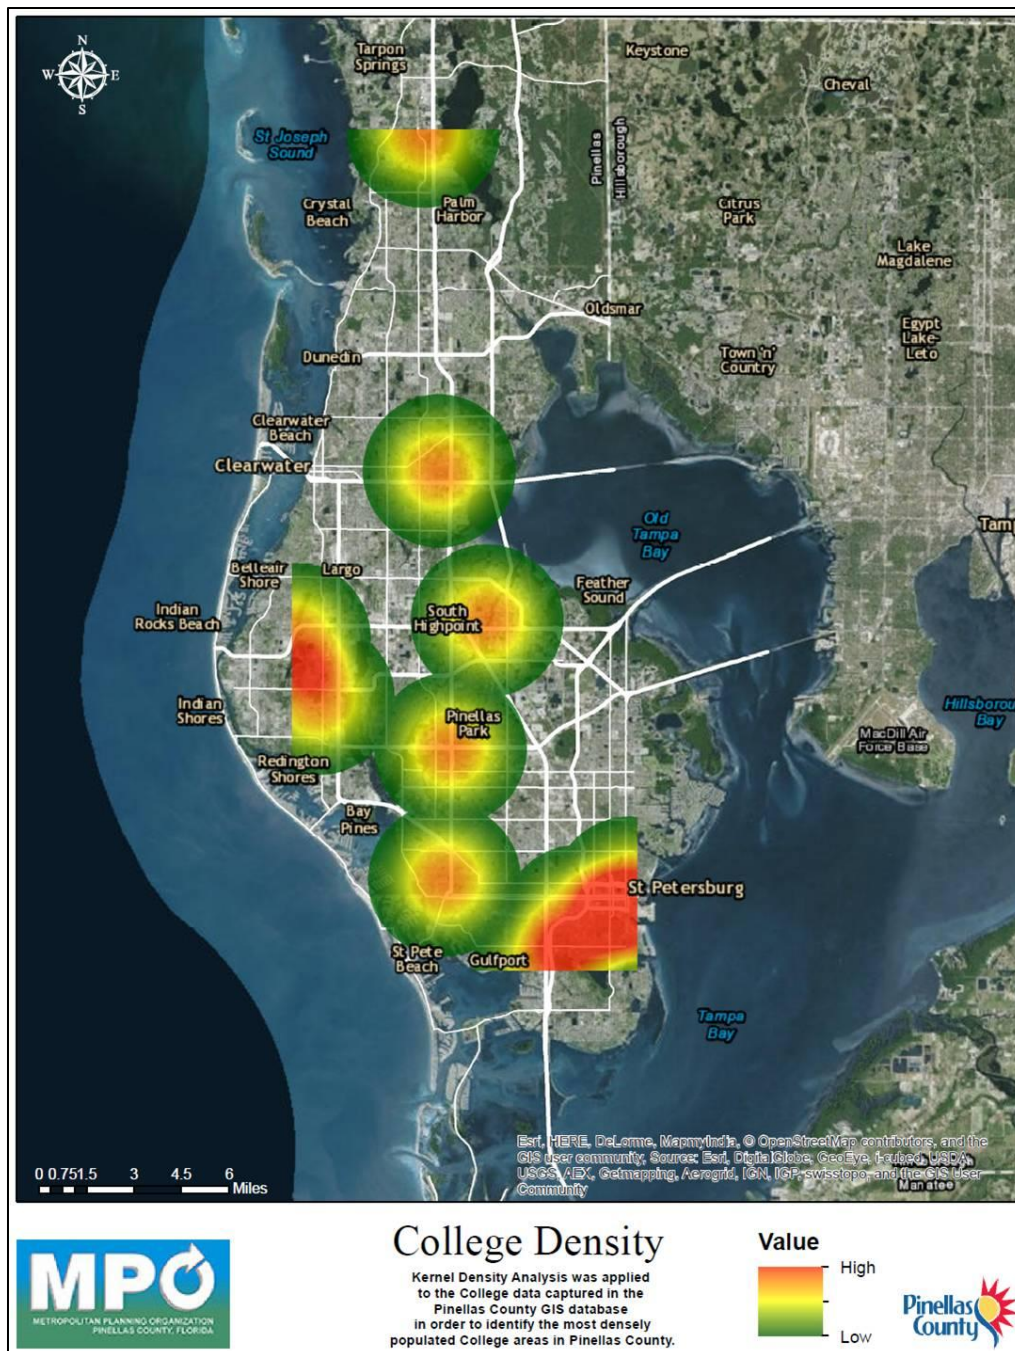 N
W E
S
Tarpon
Springs
Keystone
Cheval
St Joseph
Sound
Pinellas
Hillsborough
Crystal
Beach
Palm
Harbor
Citrus
Park
Lake
Magdalene
Oldsmar
Egypt
Lake-
Leto
Dunedin
Town 'n'
Country
Clearwater
Beach
Clearwater
Old
Tampa
Bay
Tamp
Belleair
Shore
Largo
Feather
Sound
Indian
Rocks Beach
South
Highpoint
Indian
Shores
Pinellas
Park
Hillsborou
Bay
MacDill Air
Force Base
Redington
Shores
Bay
Pines
St Petersburg
St Pete
Beach
Gulfport
Tampa
Bay
Esri, HERE, DeLorme, MapmyIndia, © OpenStreetMap contributors, and the
GIS user community, Source: Esri, DigitalGlobe, GeoEye, i-cubed, USDA,
USGS, AEX, Getmapping, Aerogrid, IGN, IGP, swisstopo, and the GIS User
Community
Manatee
0 0.751.5 3 4.5 6
Miles
MPO
METROPOLITAN PLANNING ORGANIZATION
PINELLAS COUNTY, FLORIDA
College Density
Kernel Density Analysis was applied
to the College data captured in the
Pinellas County GIS database
in order to identify the most densely
populated College areas in Pinellas County.
Value
High
Low
Pinellas
County